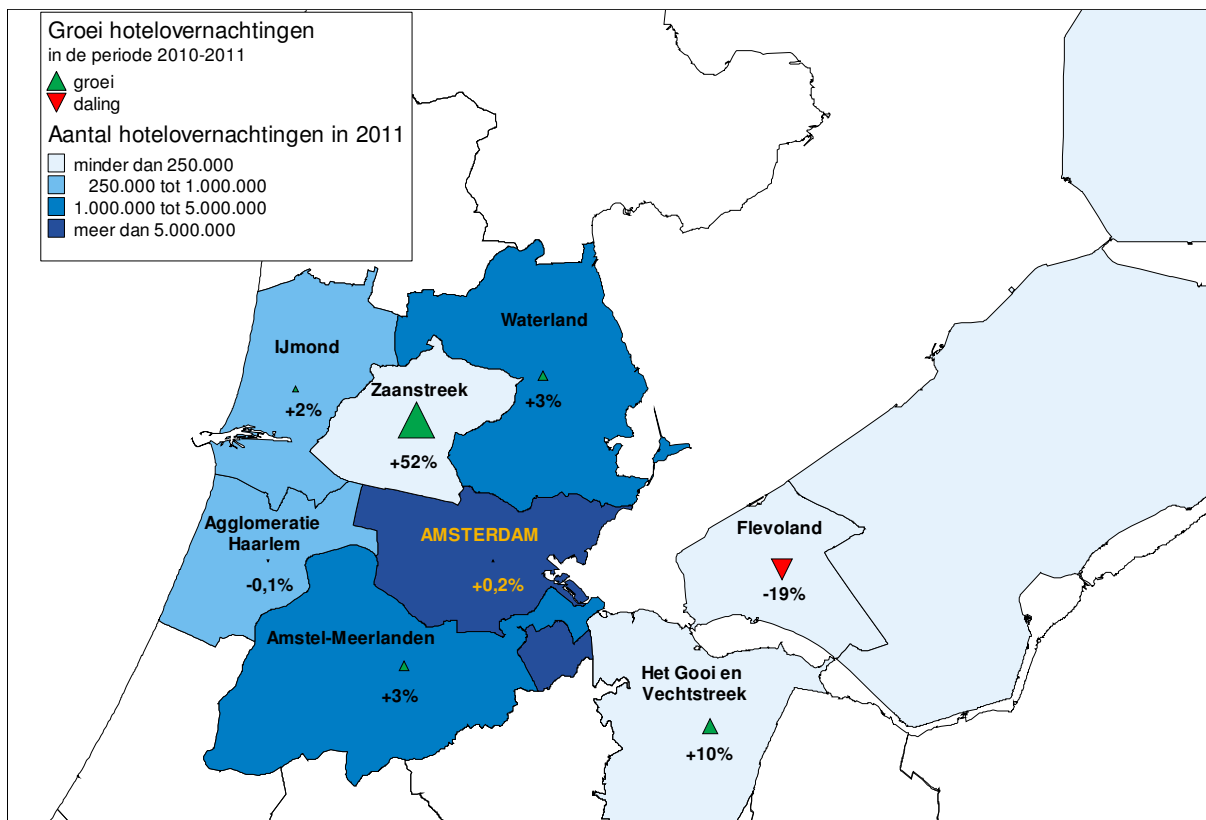 Groei hotelovernachtingen
in de periode 2010-2011
groei
daling
Aantal hotelovernachtingen in 2011
minder dan 250.000
250.000 tot 1.000.000
1.000.000 tot 5.000.000
meer dan 5.000.000
Waterland
+3%
IJmond
+2%
Zaanstreek
+52%
Agglomeratie
Haarlem
-0,1%
AMSTERDAM
+0,2%
Flevoland
-19%
Amstel-Meerlanden
+3%
Het Gooi en
Vechtstreek
+10%